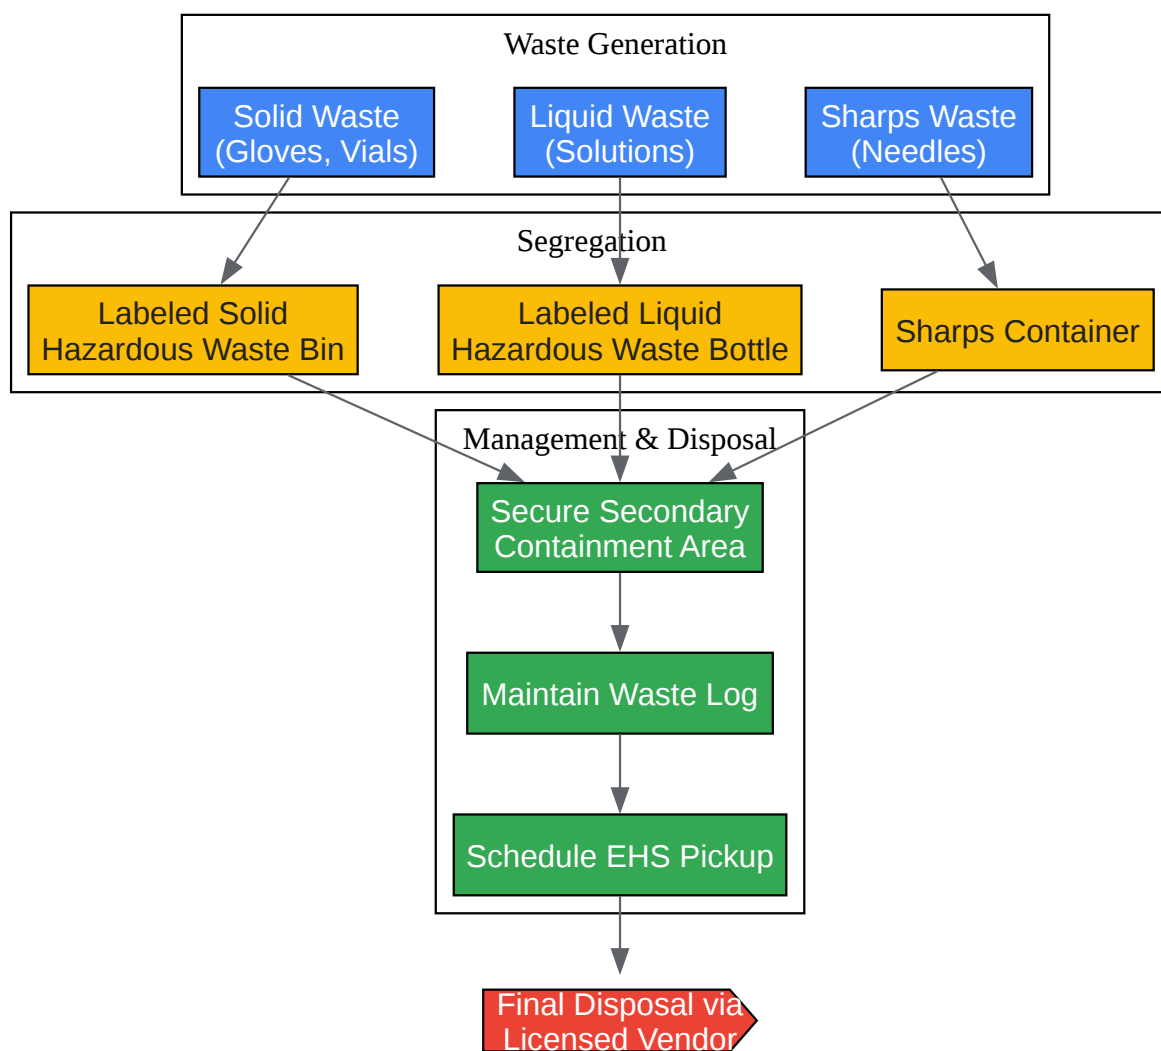 Waste Generation
Solid Waste
(Gloves, Vials)
Liquid Waste
(Solutions)
Sharps Waste
(Needles)
Segregation
Labeled Solid
Hazardous Waste Bin
Labeled Liquid
Hazardous Waste Bottle
Sharps Container
Management & Disposal
Secure Secondary
Containment Area
Maintain Waste Log
Schedule EHS Pickup
Final Disposal via
Licensed Vendor